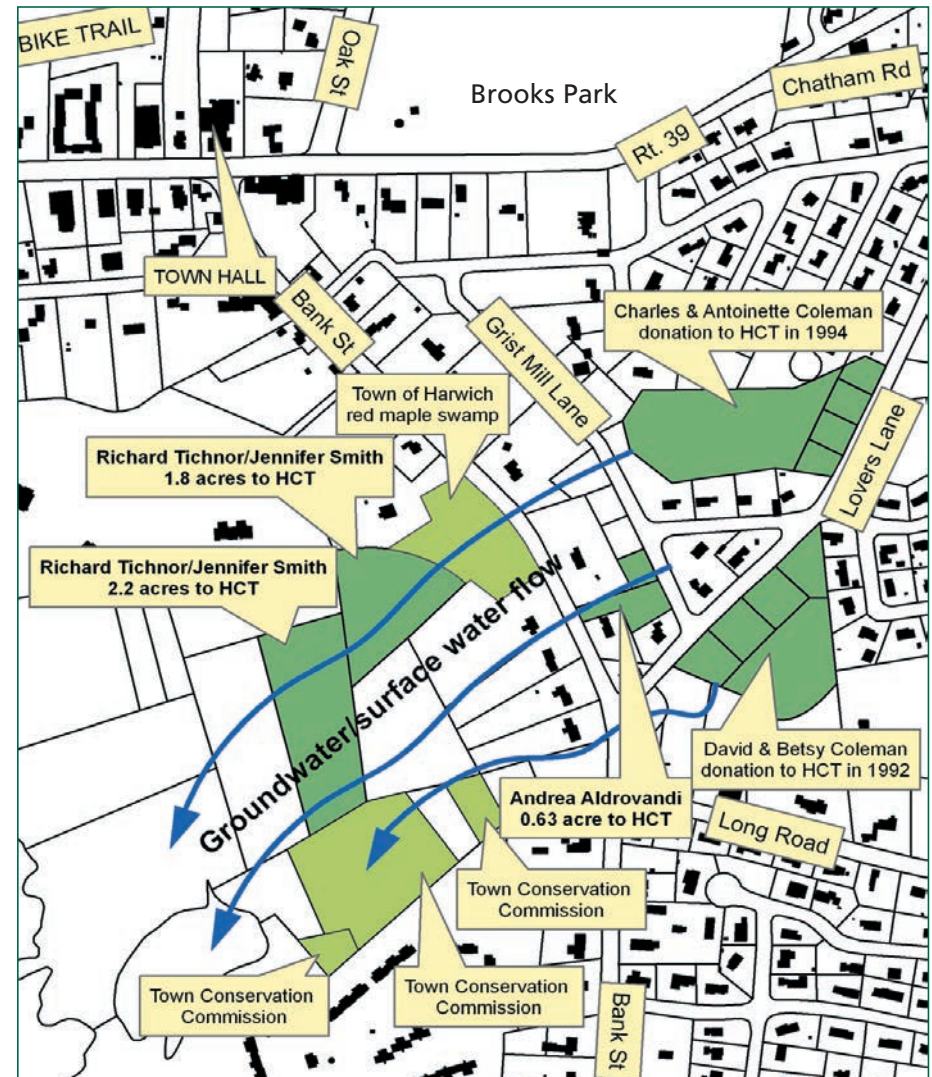 BIKE TRAIL
Oak St
Brooks Park
Chatham Rd
Rt. 39
TOWN HALL
Bank St
Grist Mill Lane
Charles & Antoinette Coleman
donation to HCT in 1994
Town of Harwich
red maple swamp
Lovers Lane
Richard Tichnor/Jennifer Smith
1.8 acres to HCT
Richard Tichnor/Jennifer Smith
2.2 acres to HCT
Groundwater/surface water flow
David & Betsy Coleman
donation to HCT in 1992
Andrea Aldrovandi
0.63 acre to HCT
Long Road
Town Conservation
Commission
Town Conservation
Commission
Town Conservation
Commission
Bank St